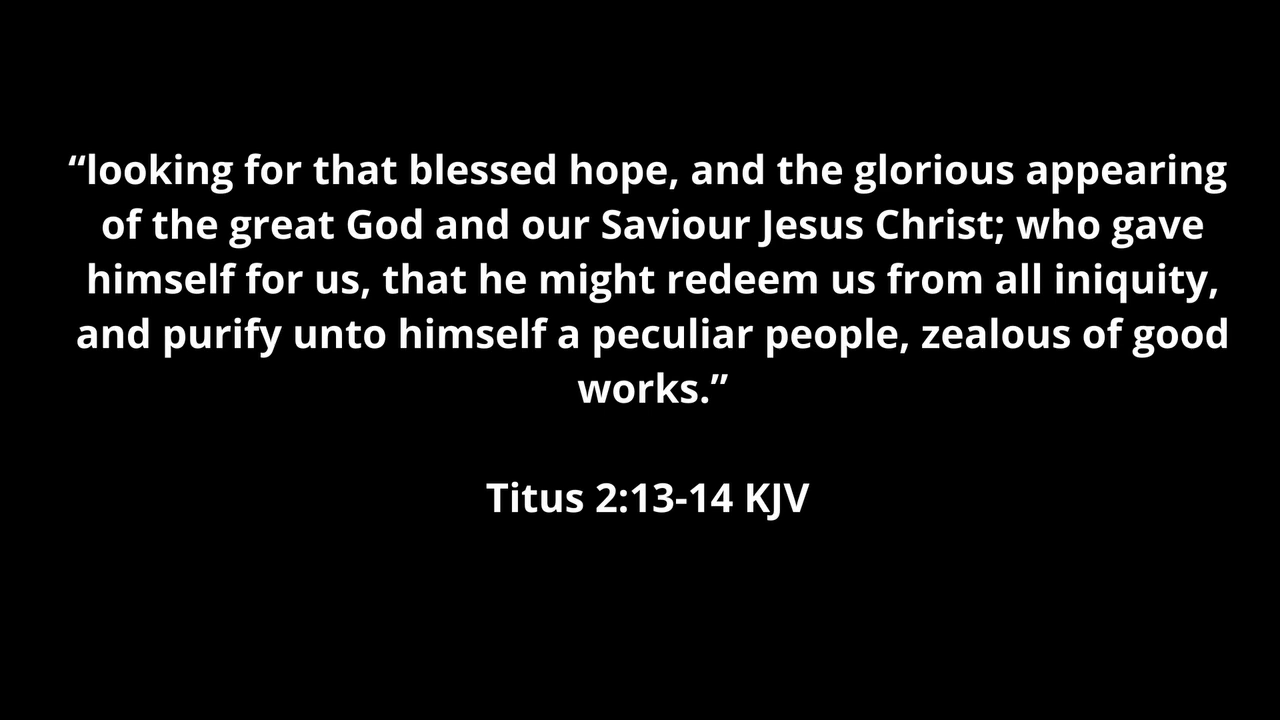 “looking for that blessed hope, and the glorious appearing
of the great God and our Saviour Jesus Christ; who gave
himself for us, that he might redeem us from all iniquity,
and purify unto himself a peculiar people, zealous of good
works.”
Titus 2:13-14 KJV